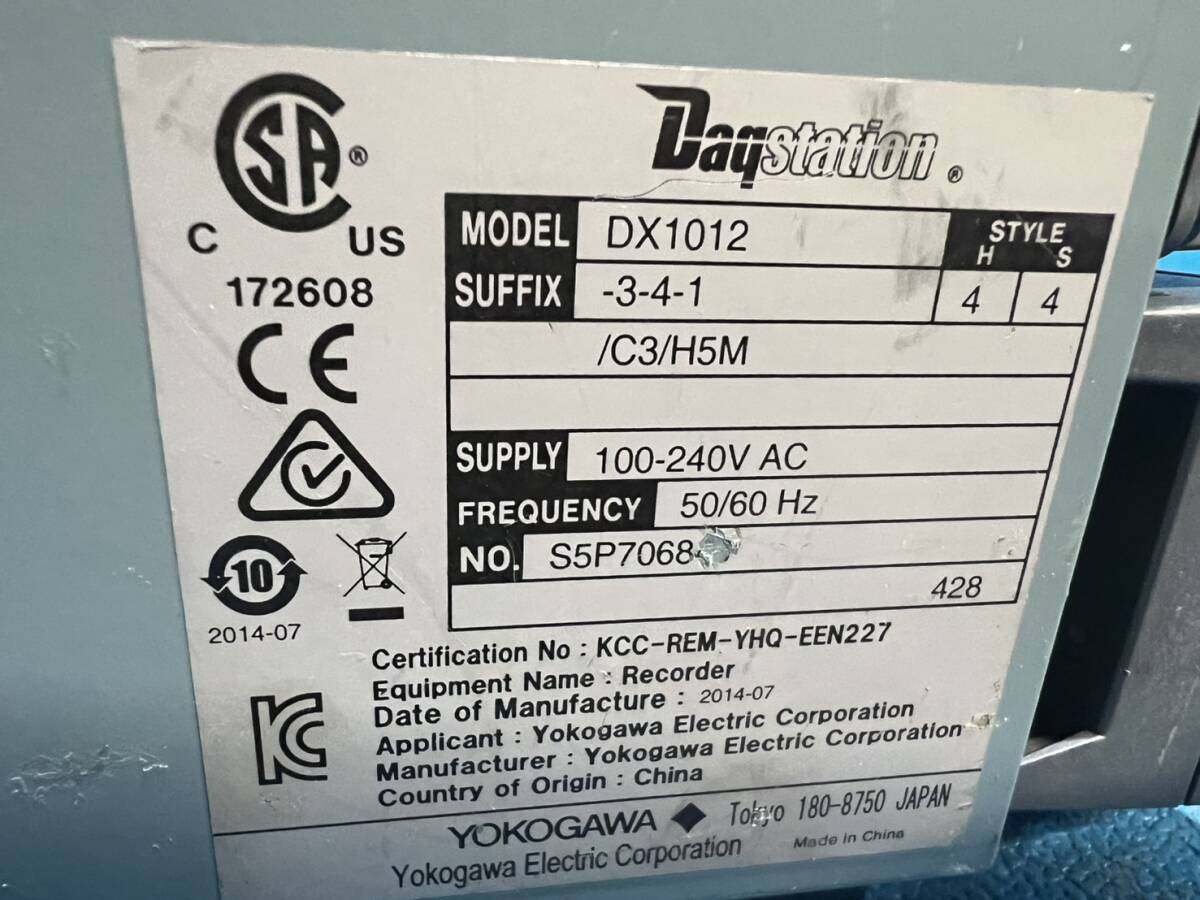 CSA ®
C US
172608
CE
10
2014-07
KC
Daqstation ®
MODEL DX1012
STYLE
H S
SUFFIX -3-4-1 4 4
/C3/H5M
SUPPLY 100-240V AC
FREQUENCY 50/60 Hz
NO.
428
Certification No : KCC-REM-YHQ-EEN227
Equipment Name : Recorder
Date of Manufacture : 2014-07
Applicant : Yokogawa Electric Corporation
Manufacturer : Yokogawa Electric Corporation
Country of Origin : China
YOKOGAWA ◆ Tokyo 180-8750 JAPAN
Yokogawa Electric Corporation Made in China